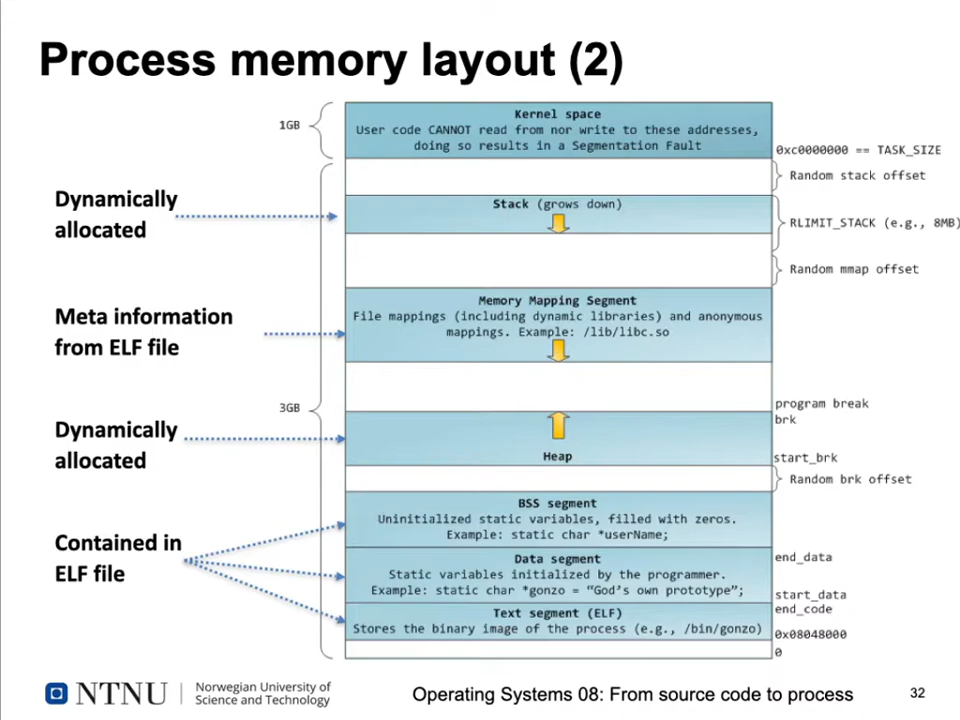 Process memory layout (2)
1GB
Kernel space
User code CANNOT read from nor write to these addresses,
doing so results in a Segmentation Fault
0xc0000000 == TASK_SIZE
Random stack offset
Dynamically
allocated
Stack (grows down)
RLIMIT_STACK (e.g., 8MB)
Random mmap offset
Meta information
from ELF file
Memory Mapping Segment
File mappings (including dynamic libraries) and anonymous
mappings. Example: /lib/libc.so
3GB
program break
brk
Dynamically
allocated
Heap
start_brk
Random brk offset
Contained in
ELF file
BSS segment
Uninitialized static variables, filled with zeros.
Example: static char *userName;
Data segment
Static variables initialized by the programmer.
Example: static char *gonzo = “God’s own prototype”;
end_data
start_data
Text segment (ELF)
Stores the binary image of the process (e.g., /bin/gonzo)
end_code
0x08048000
0
NTNU
Norwegian University of
Science and Technology
Operating Systems 08: From source code to process
32